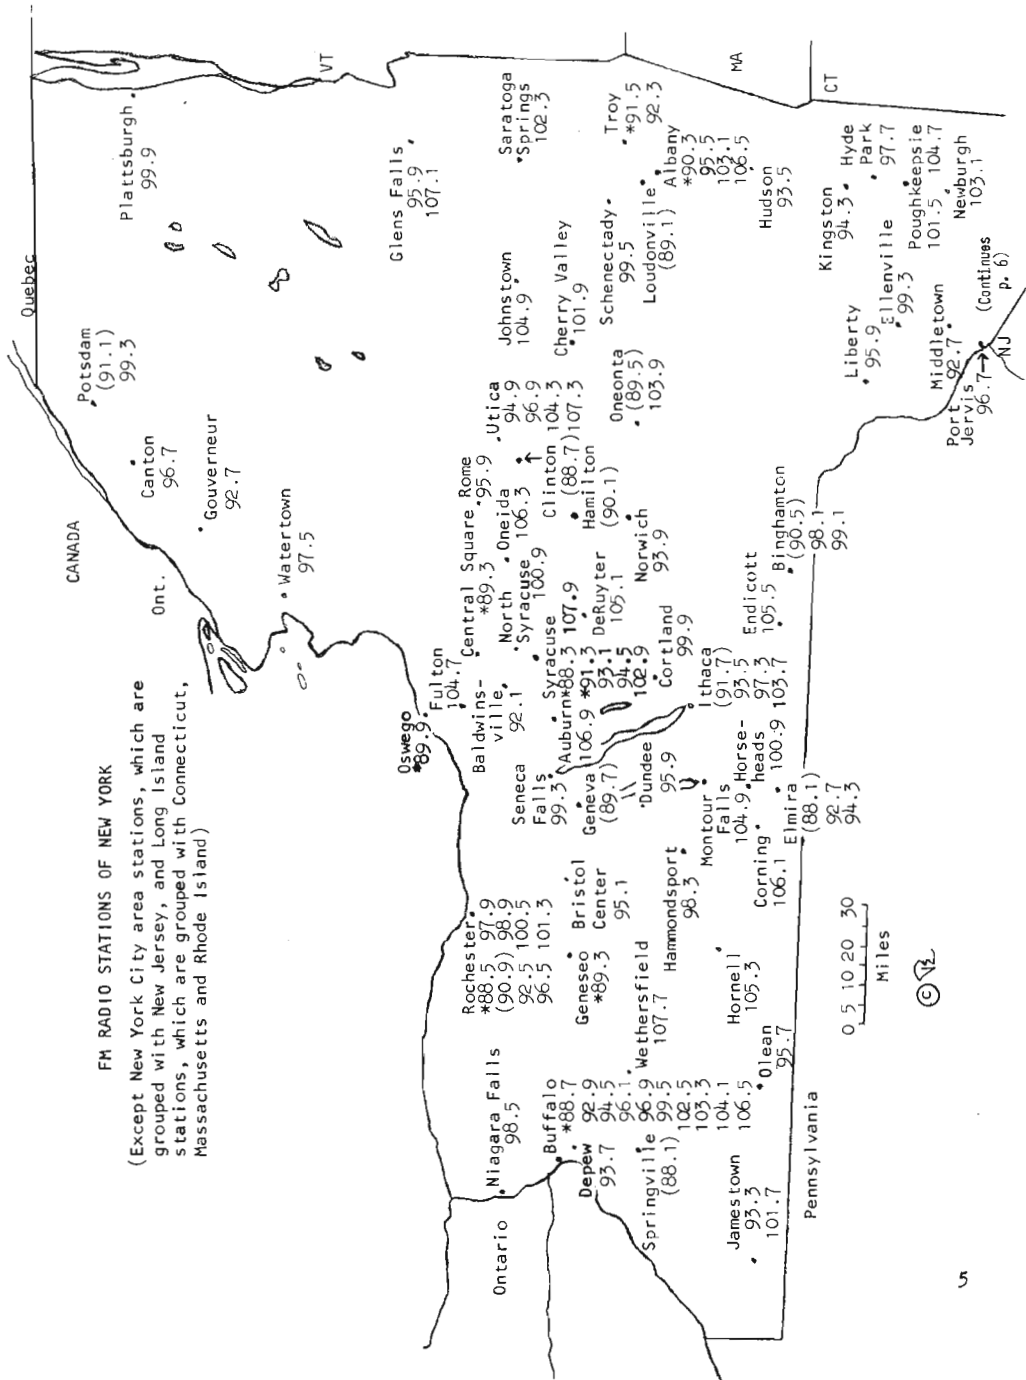 FM RADIO STATIONS OF NEW YORK
(Except New York City area stations, which are
grouped with New Jersey, and Long Island
stations, which are grouped with Connecticut,
Massachusetts and Rhode Island)
CANADA
Ont.
Quebec
VT
MA
CT
NJ
Ontario
Pennsylvania
Plattsburgh
99.9
Potsdam
(91.1)
99.3
Canton
96.7
Gouverneur
92.7
Watertown
97.5
Glens Falls
95.9
107.1
Saratoga
Springs
102.3
Oswego
*89.9
Fulton
104.7
Baldwins-
ville
92.1
Central Square
*89.3
Rome
95.9
Utica
94.9
96.9
104.3
107.3
Johnstown
104.9
Cherry Valley
101.9
Schenectady
99.5
Troy
*91.5
92.3
Loudonville
(89.1)
Albany
*90.3
95.5
103.1
106.5
Hudson
93.5
North
Syracuse
100.9
Oneida
106.3
Clinton
(88.7)
Hamilton
(90.1)
Oneonta
(89.5)
103.9
Norwich
93.9
DeRuyter
105.1
Syracuse
*88.3 107.9
*91.3
93.1
94.5
102.9
Auburn
106.9
Cortland
99.9
Seneca
Falls
99.3
Geneva
(89.7)
Dundee
95.9
Ithaca
(91.7)
93.5
97.3
103.7
Endicott
105.5
Binghamton
(90.5)
98.1
99.1
Horse-
heads
100.9
Montour
Falls
104.9
Corning
106.1
Elmira
(88.1)
92.7
94.3
Rochester
*88.5 97.9
(90.9) 98.9
92.5 100.5
96.5 101.3
Geneseo
*89.3
Bristol
Center
95.1
Hammondsport
98.3
Wethersfield
107.7
Hornell
105.3
Olean
95.7
Niagara Falls
98.5
Buffalo
*88.7
92.9
94.5
96.1
96.9
99.5
102.5
103.3
104.1
106.5
Depew
93.7
Springville
(88.1)
Jamestown
93.3
101.7
Kingston
94.3
Hyde
Park
97.7
Poughkeepsie
101.5 104.7
Newburgh
103.1
Ellenville
99.3
Liberty
95.9
Middletown
92.7
Port
Jervis
96.7
(Continues
p. 6)
0 5 10 20 30
Miles
©
5